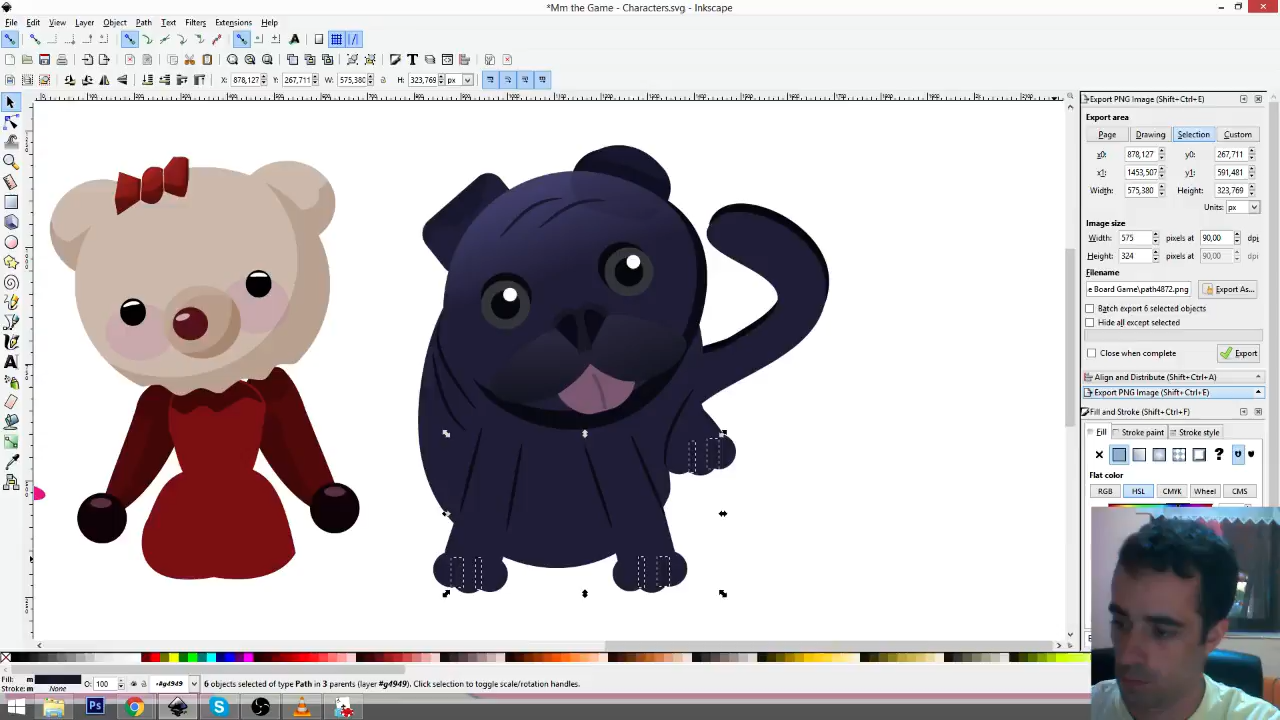 *Mm the Game - Characters.svg - Inkscape
File Edit View Layer Object Path Text Filters Extensions Help
X: 878,127 Y: 267,711 W: 575,380 H: 323,769 px
Export PNG Image (Shift+Ctrl+E)
Export area
Page Drawing Selection Custom
x0: 878,127 y0: 267,711
x1: 1453,507 y1: 591,481
Width: 575,380 Height: 323,769
Units: px
Image size
Width: 575 pixels at 90,00 dpi
Height: 324 pixels at 90,00 dpi
Filename
e Board Game\path4872.png Export As...
Batch export 6 selected objects
Hide all except selected
Close when complete Export
Align and Distribute (Shift+Ctrl+A)
Export PNG Image (Shift+Ctrl+E)
Fill and Stroke (Shift+Ctrl+F)
Fill Stroke paint Stroke style
Flat color
RGB HSL CMYK Wheel CMS
Fill: O: 100 #g4949 6 objects selected of type Path in 3 parents (layer #g4949). Click selection to toggle scale/rotation handles.
Stroke: None